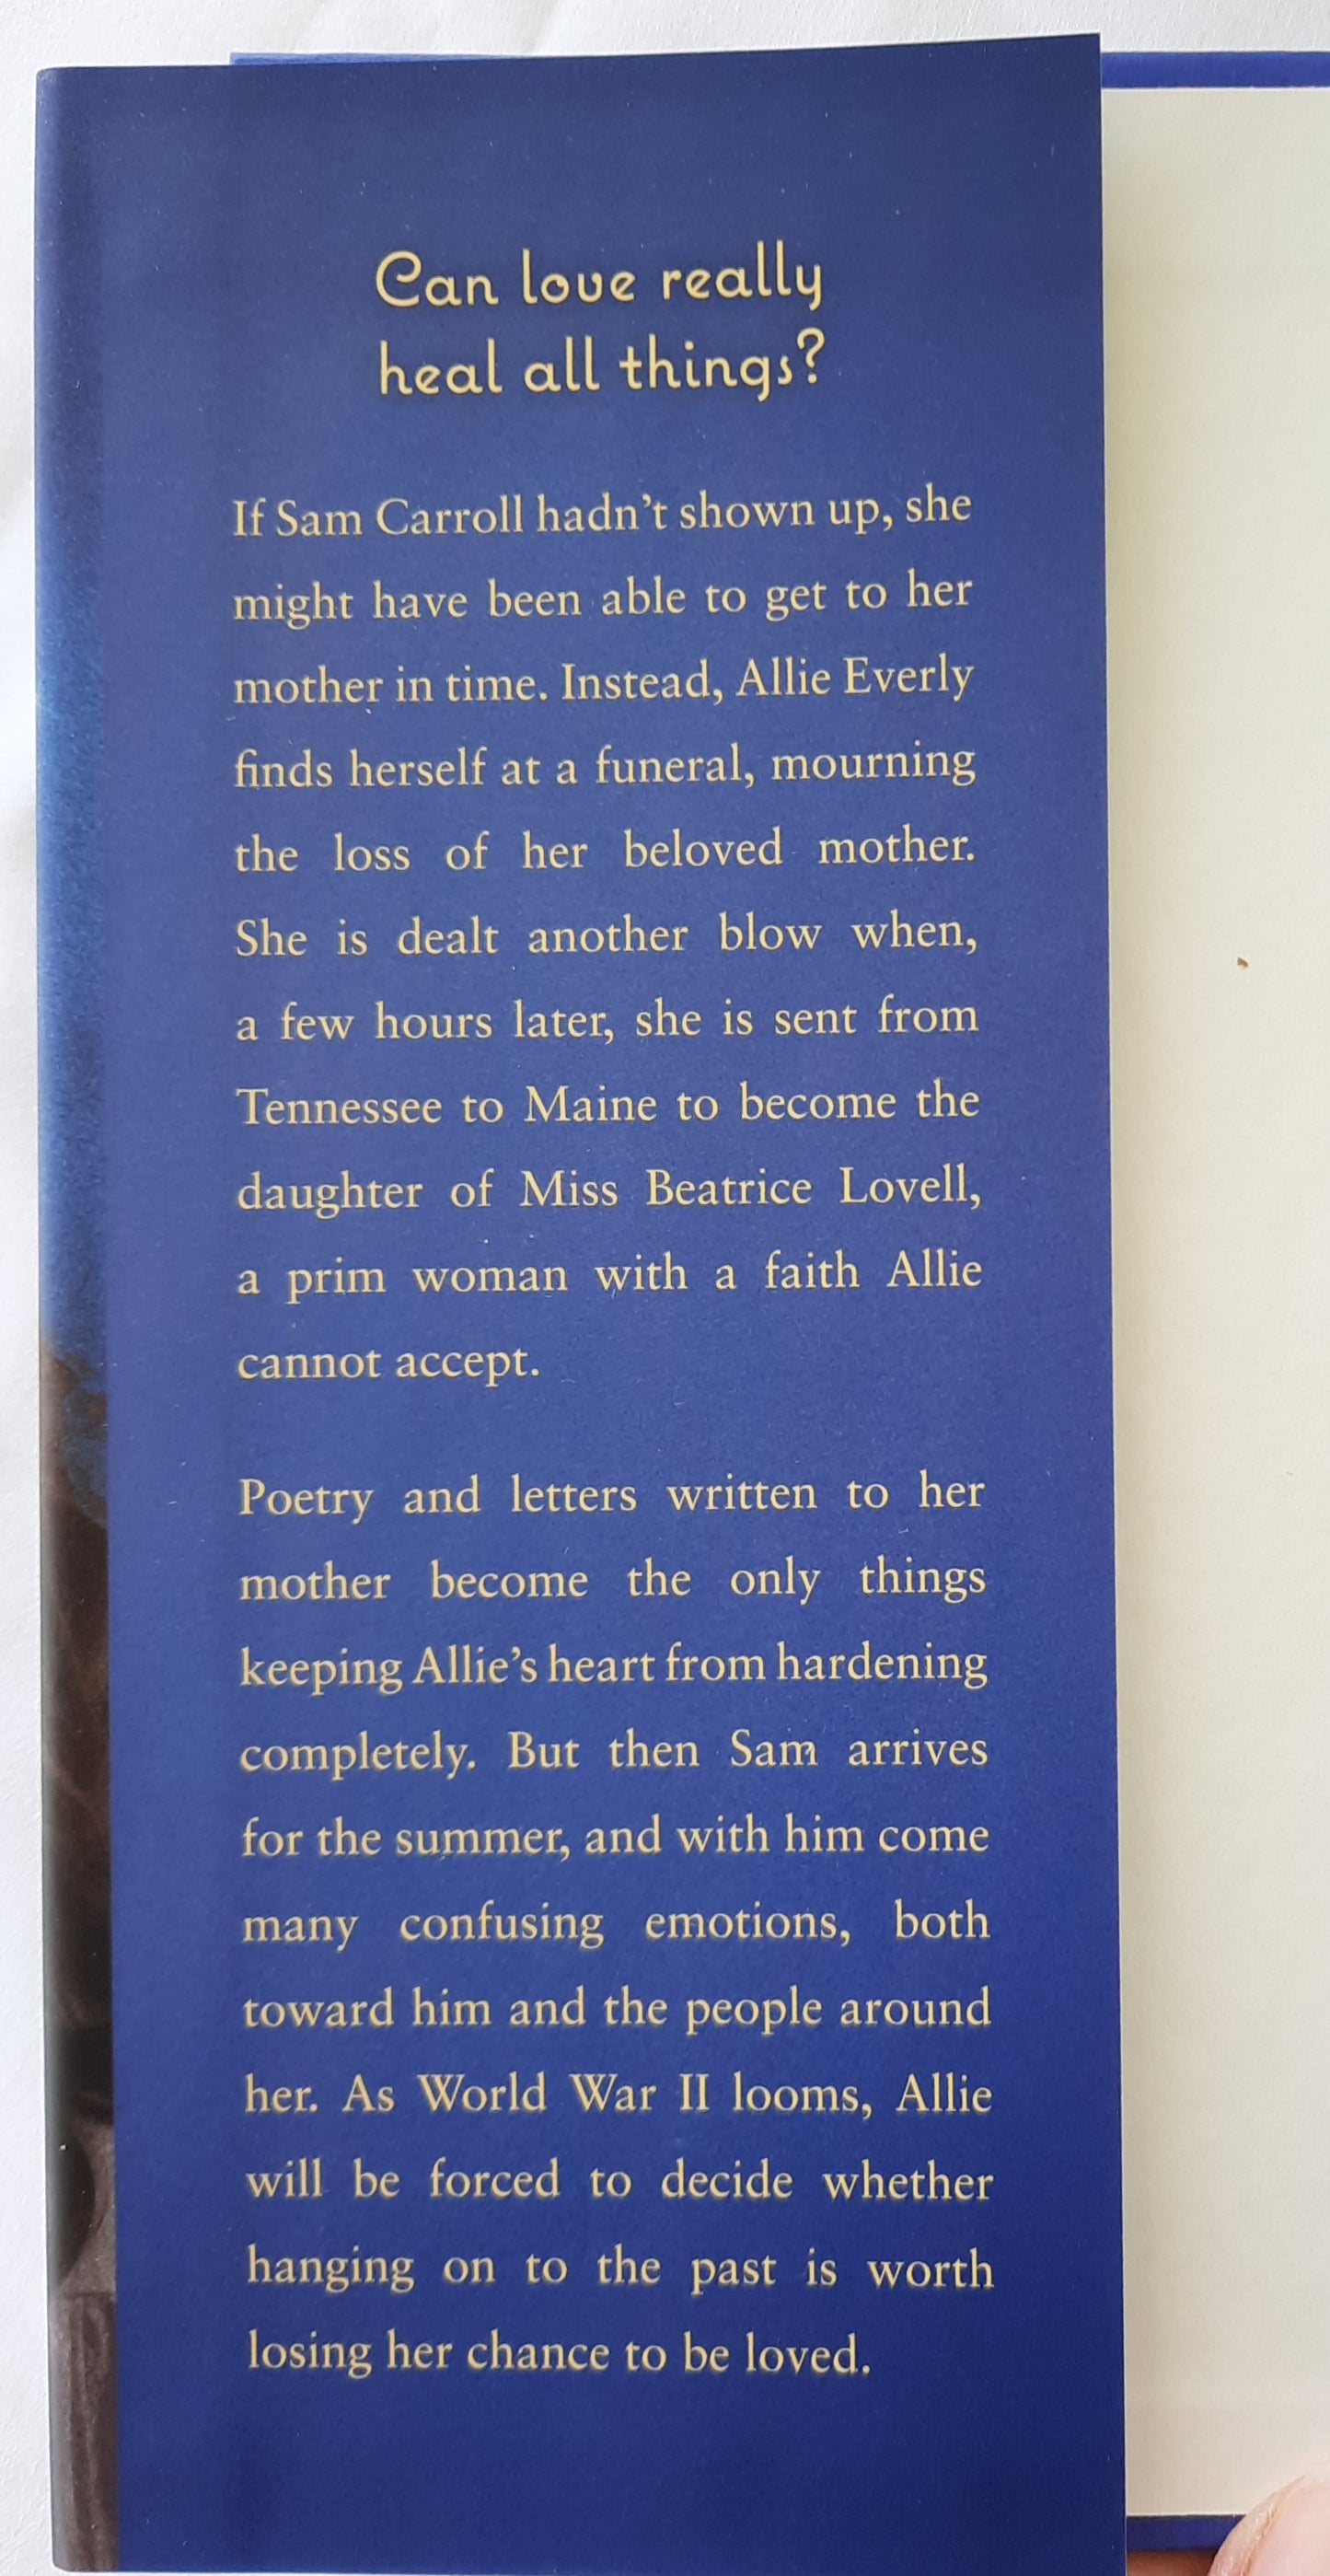 Can love really
heal all things?
If Sam Carroll hadn't shown up, she
might have been able to get to her
mother in time. Instead, Allie Everly
finds herself at a funeral, mourning
the loss of her beloved mother.
She is dealt another blow when,
a few hours later, she is sent from
Tennessee to Maine to become the
daughter of Miss Beatrice Lovell,
a prim woman with a faith Allie
cannot accept.
Poetry and letters written to her
mother become the only things
keeping Allie's heart from hardening
completely. But then Sam arrives
for the summer, and with him come
many confusing emotions, both
toward him and the people around
her. As World War II looms, Allie
will be forced to decide whether
hanging on to the past is worth
losing her chance to be loved.